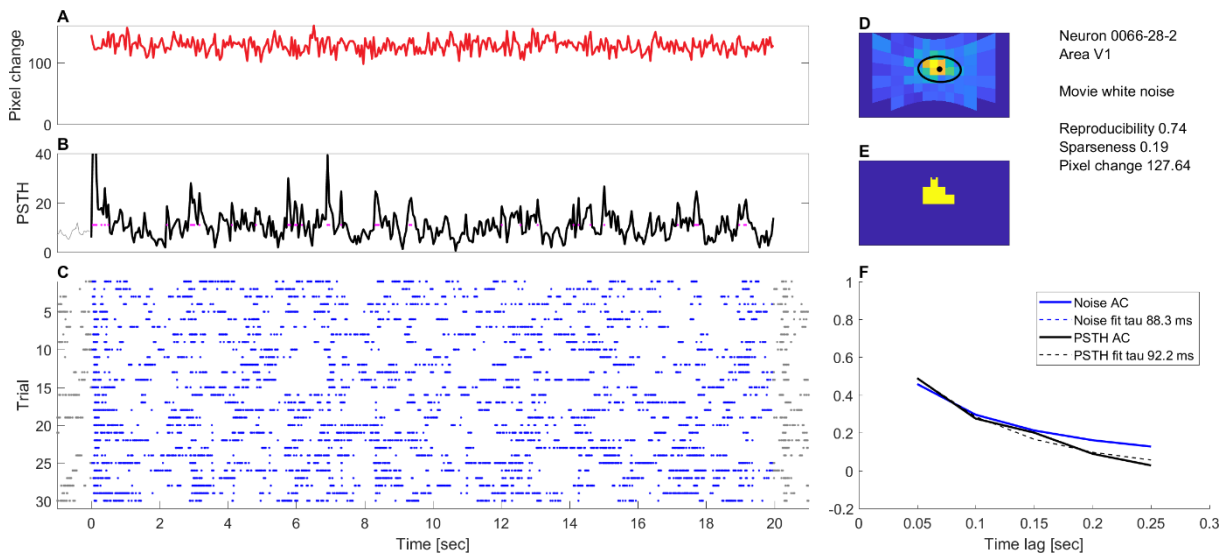 A
Pixel change
100
0
B
PSTH
40
20
0
C
Trial
5
10
15
20
25
30
0
2
4
6
8
10
12
14
16
18
20
Time [sec]
D
E
Neuron 0066-28-2
Area V1
Movie white noise
Reproducibility 0.74
Sparseness 0.19
Pixel change 127.64
F
1
0.8
0.6
0.4
0.2
0
-0.2
Noise AC
Noise fit tau 88.3 ms
PSTH AC
PSTH fit tau 92.2 ms
0
0.05
0.1
0.15
0.2
0.25
0.3
Time lag [sec]